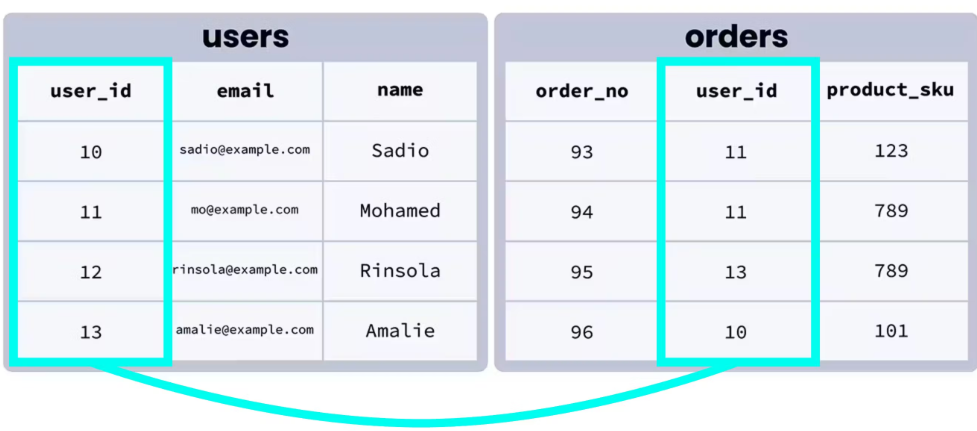 users
user_id email name
10 sadio@example.com Sadio
11 mo@example.com Mohamed
12 rinsola@example.com Rinsola
13 amalie@example.com Amalie
orders
order_no user_id product_sku
93 11 123
94 11 789
95 13 789
96 10 101